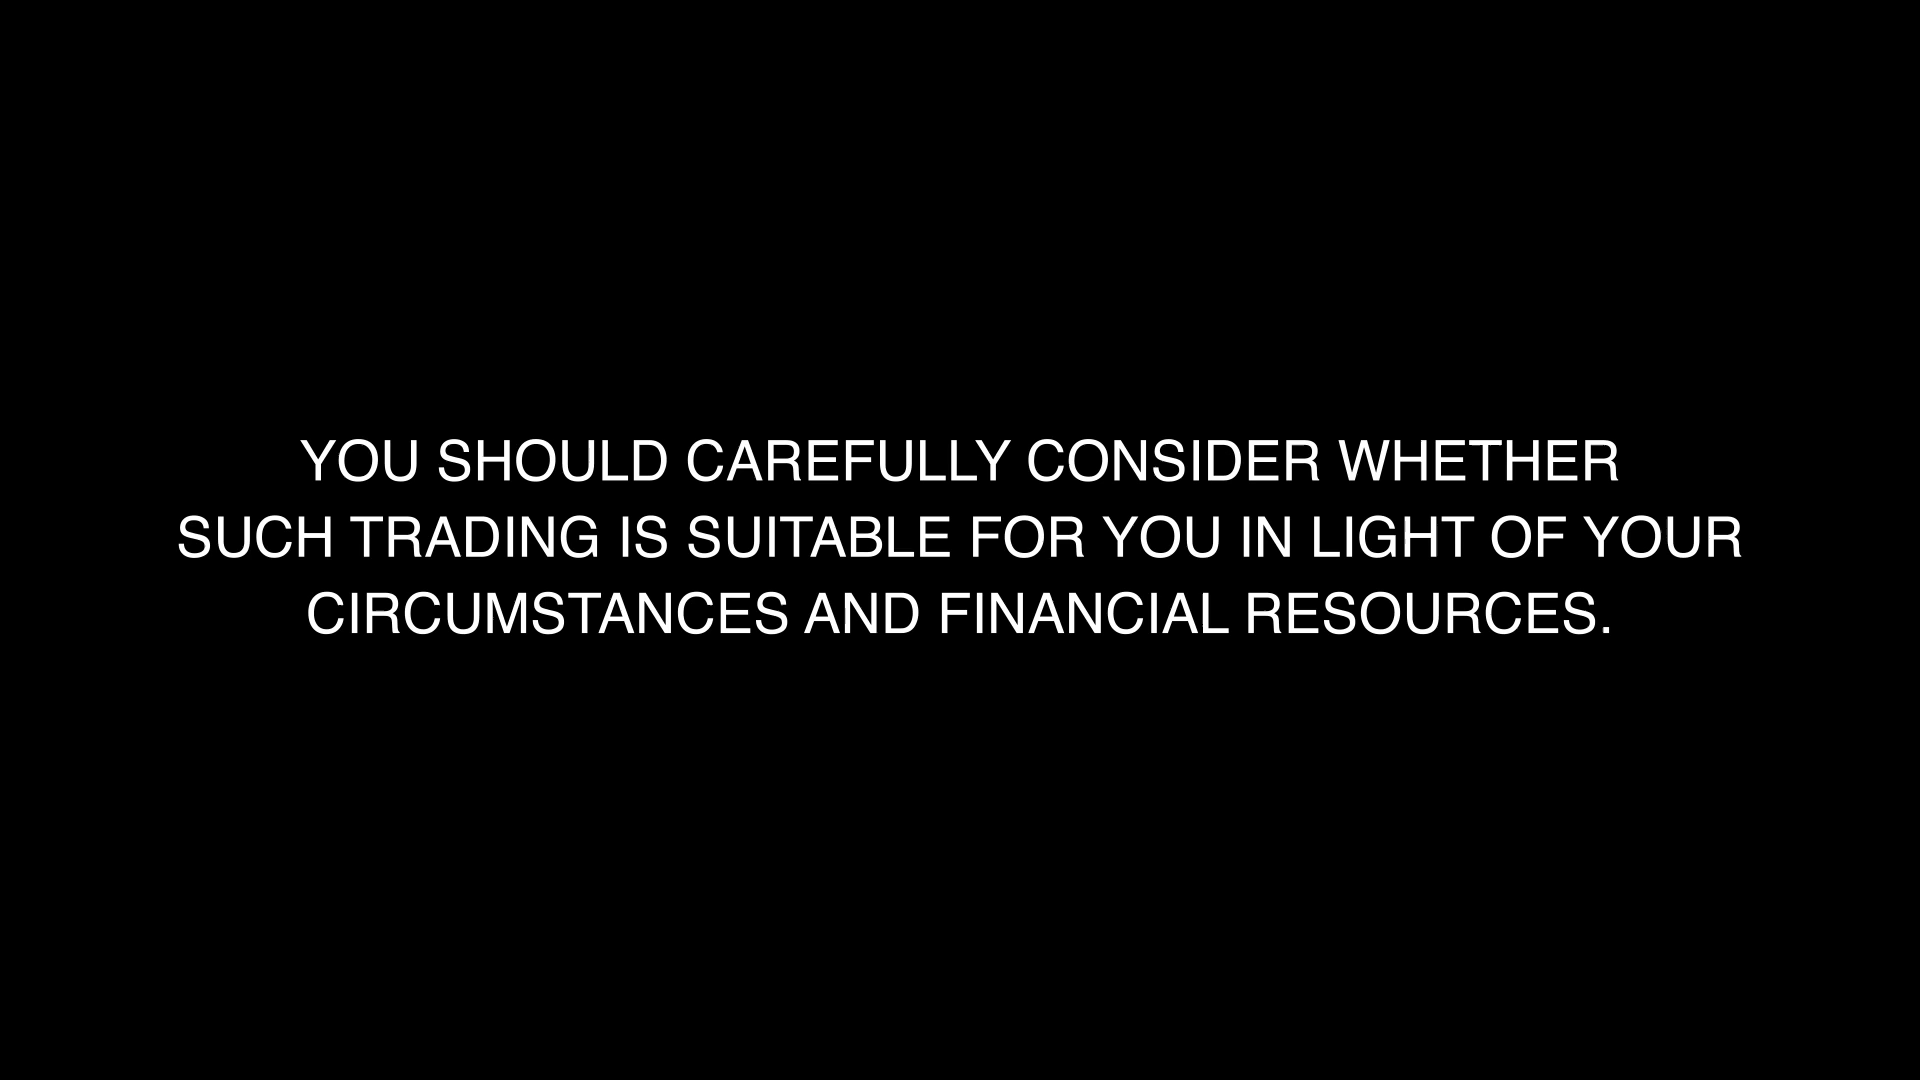 YOU SHOULD CAREFULLY CONSIDER WHETHER
SUCH TRADING IS SUITABLE FOR YOU IN LIGHT OF YOUR
CIRCUMSTANCES AND FINANCIAL RESOURCES.